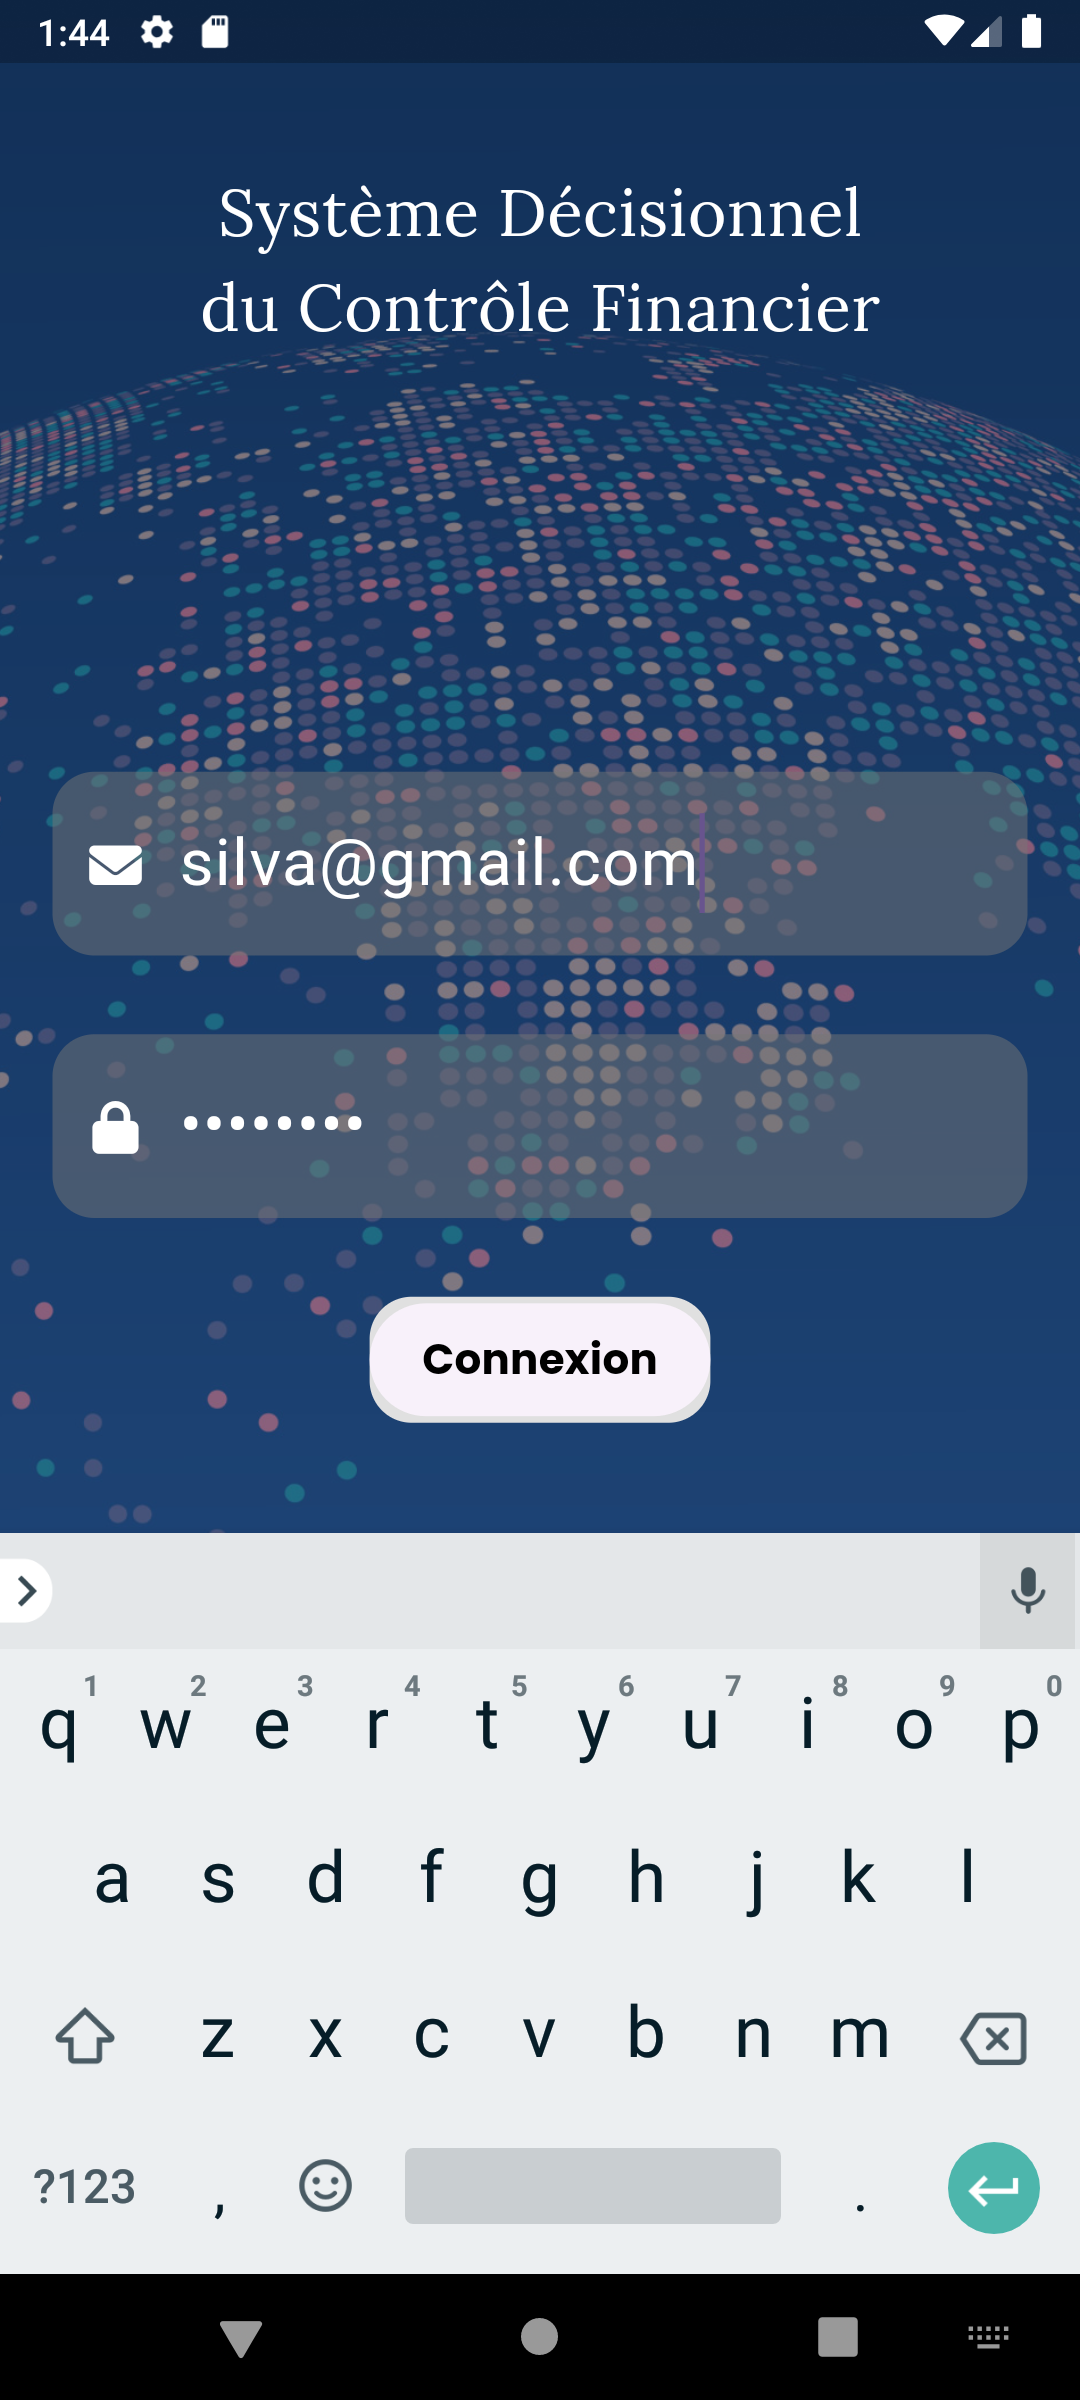 1:44
Système Décisionnel
du Contrôle Financier
silva@gmail.com
••••••••
Connexion
1 2 3 4 5 6 7 8 9 0
q w e r t y u i o p
a s d f g h j k l
z x c v b n m
?123 , .